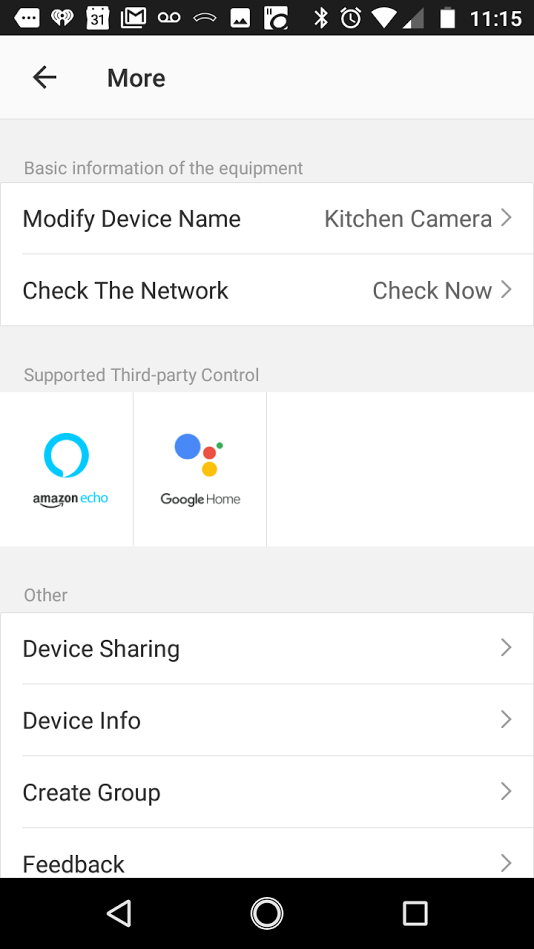 31
11:15
More
Basic information of the equipment
Modify Device Name Kitchen Camera
Check The Network Check Now
Supported Third-party Control
amazon echo Google Home
Other
Device Sharing
Device Info
Create Group
Feedback